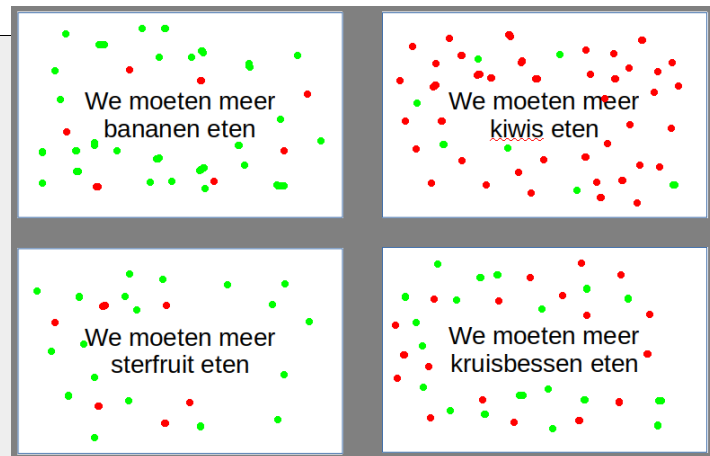 We moeten meer
bananen eten
We moeten meer
kiwis eten
We moeten meer
sterfruit eten
We moeten meer
kruisbessen eten